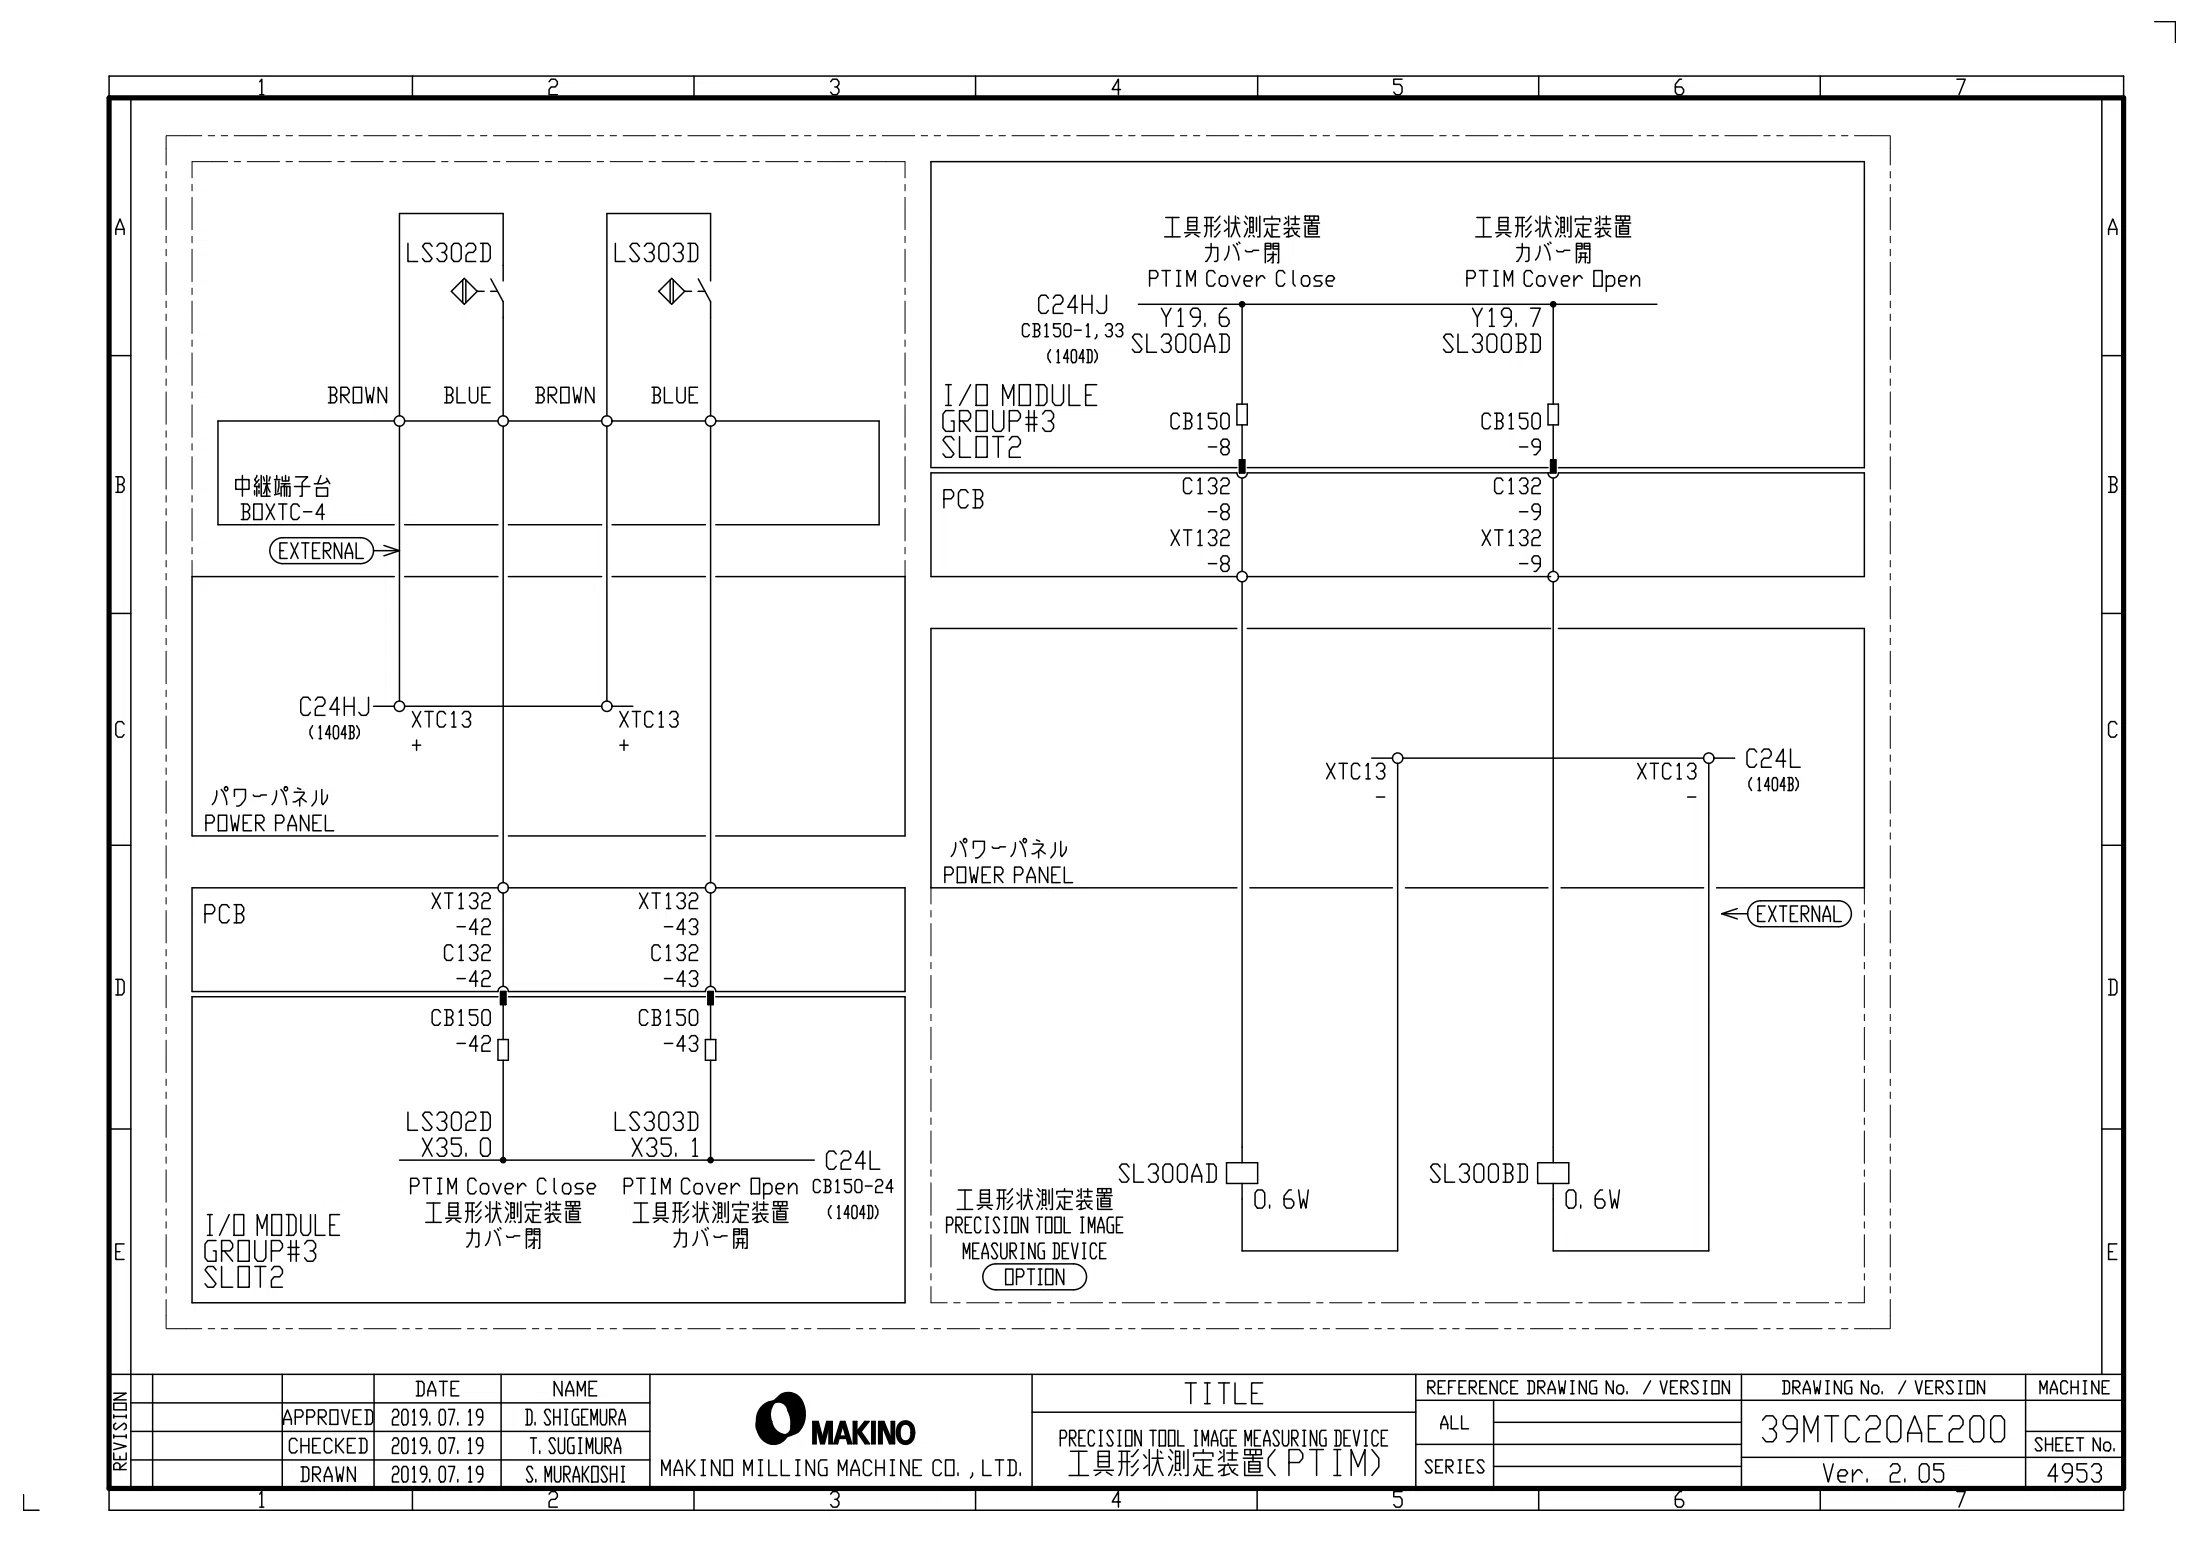 1 2 3 4 5 6 7
A
B
C
D
E
LS302D
LS303D
BROWN BLUE BROWN BLUE
中継端子台
BOXTC-4
EXTERNAL
C24HJ
(1404B)
XTC13
+
XTC13
+
パワーパネル
POWER PANEL
PCB
XT132
-42
C132
-42
XT132
-43
C132
-43
CB150
-42
CB150
-43
LS302D
X35. 0
LS303D
X35. 1
C24L
CB150-24
(1404D)
PTIM Cover Close
工具形状測定装置
カバー閉
PTIM Cover Open
工具形状測定装置
カバー開
I/O MODULE
GROUP#3
SLOT2
工具形状測定装置
カバー閉
PTIM Cover Close
工具形状測定装置
カバー開
PTIM Cover Open
C24HJ
CB150-1, 33
(1404D)
Y19. 6
SL300AD
Y19. 7
SL300BD
I/O MODULE
GROUP#3
SLOT2
CB150
-8
CB150
-9
PCB
C132
-8
XT132
-8
C132
-9
XT132
-9
XTC13
-
XTC13
-
C24L
(1404B)
パワーパネル
POWER PANEL
EXTERNAL
SL300AD
0. 6W
SL300BD
0. 6W
工具形状測定装置
PRECISION TOOL IMAGE
MEASURING DEVICE
OPTION
A
B
C
D
E
REVISION
DATE NAME
APPROVED 2019. 07. 19 D. SHIGEMURA
CHECKED 2019. 07. 19 T. SUGIMURA
DRAWN 2019. 07. 19 S. MURAKOSHI
MAKINO
MAKINO MILLING MACHINE CO. , LTD.
TITLE
PRECISION TOOL IMAGE MEASURING DEVICE
工具形状測定装置(PTIM)
REFERENCE DRAWING No. / VERSION
ALL
SERIES
DRAWING No. / VERSION
39MTC20AE200
Ver. 2. 05
MACHINE
SHEET No.
4953
1 2 3 4 5 6 7